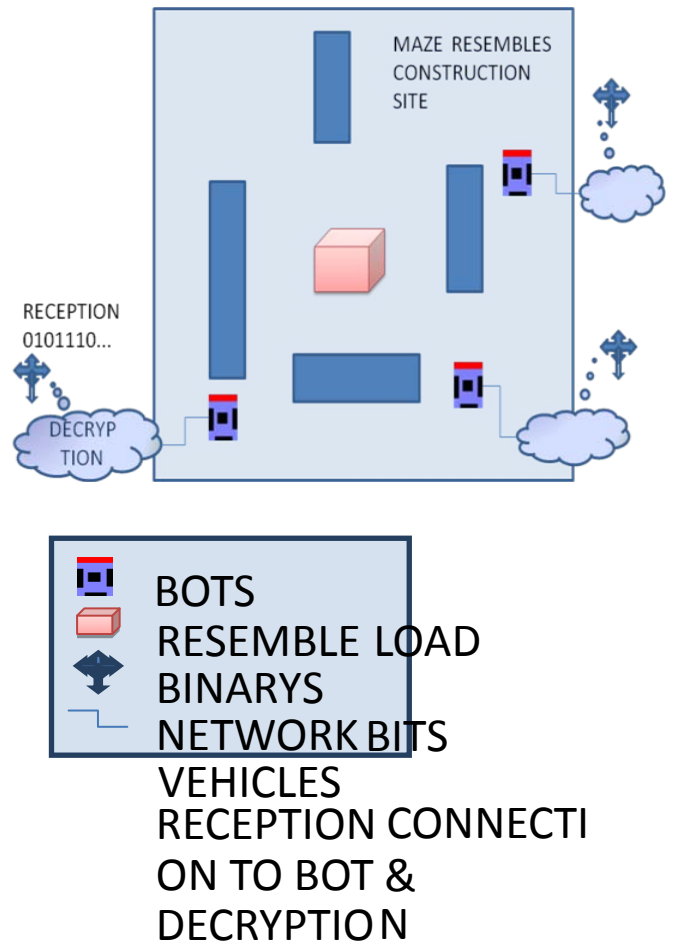 MAZE RESEMBLES
CONSTRUCTION
SITE
RECEPTION
0101110...
DECRYP
TION
BOTS
RESEMBLE LOAD
BINARYS
NETWORK BITS
VEHICLES
RECEPTION CONNECTI
ON TO BOT &
DECRYPTION